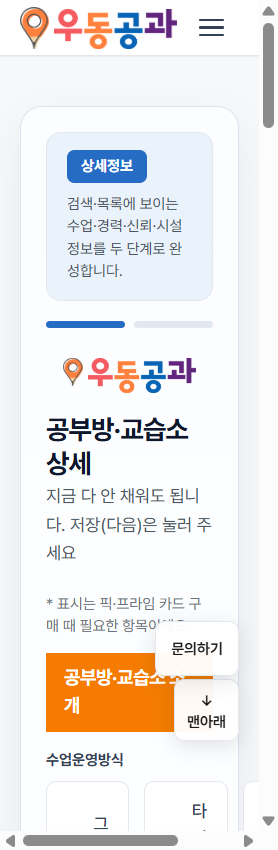 우동공과
상세정보
검색·목록에 보이는
수업·경력·신뢰·시설
정보를 두 단계로 완
성합니다.
우동공과
공부방·교습소
상세
지금 다 안 채워도 됩니
다. 저장(다음)은 눌러 주
세요
* 표시는 픽·프라임 카드 구
매 때 필요한
문의하기
공부방·교습소
개
↓
맨아래
수업운영방식
그
타